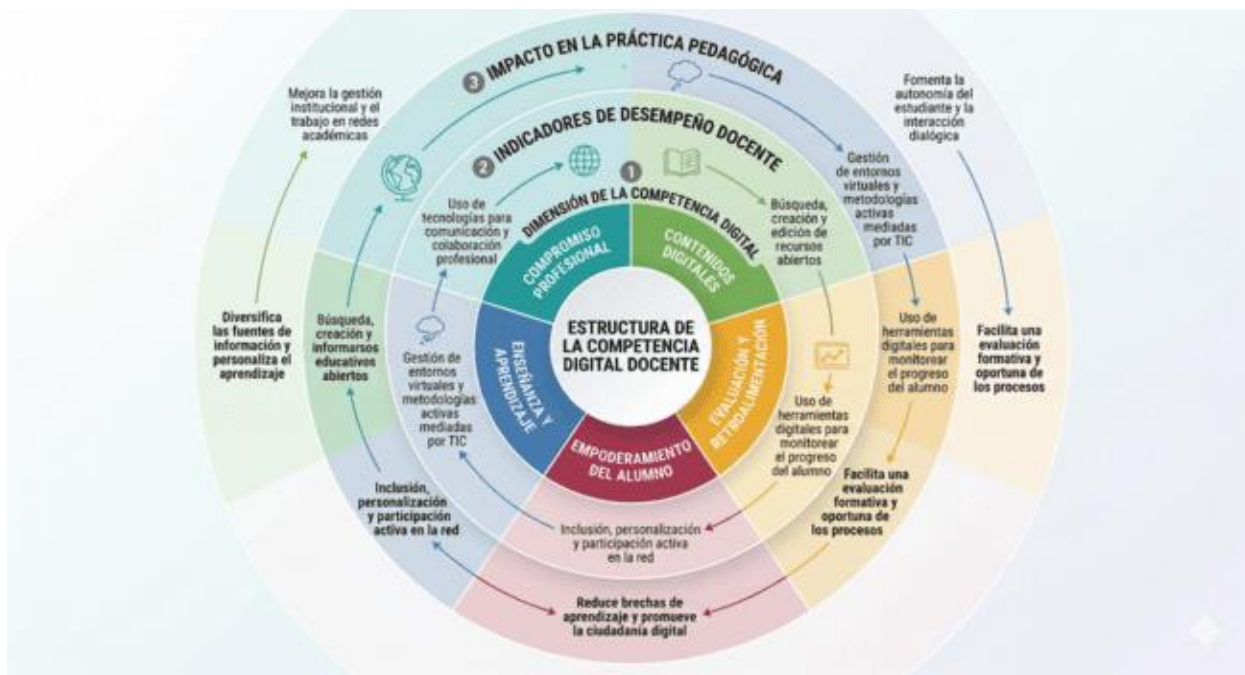 3 IMPACTO EN LA PRÁCTICA PEDAGÓGICA
2 INDICADORES DE DESEMPEÑO DOCENTE
1
DIMENSIÓN DE LA COMPETENCIA DIGITAL
COMPROMISO
PROFESIONAL
CONTENIDOS
DIGITALES
EVALUACIÓN Y
RETROALIMENTACIÓN
EMPODERAMIENTO
DEL ALUMNO
ENSEÑANZA Y
APRENDIZAJE
ESTRUCTURA DE
LA COMPETENCIA
DIGITAL DOCENTE
Uso de
tecnologías para
comunicación y
colaboración
profesional
Búsqueda,
creación y
edición de
recursos
abiertos
Uso de
herramientas
digitales para
monitorear
el progreso
del alumno
Inclusión, personalización
y participación activa
en la red
Gestión de
entornos
virtuales y
metodologías
activas
mediadas
por TIC
Gestión
de entornos
virtuales y
metodologías
activas
mediadas
por TIC
Uso de
herramientas
digitales para
monitorear
el progreso
del alumno
Facilita una
evaluación
formativa y
oportuna de
los procesos
Reduce brechas de
aprendizaje y promueve
la ciudadanía digital
Inclusión,
personalización
y participación
activa en la red
Búsqueda,
creación y
informarsos
educativos
abiertos
Mejora la gestión
institucional y el
trabajo en redes
académicas
Diversifica
las fuentes de
información y
personaliza el
aprendizaje
Fomenta la
autonomía del
estudiante y la
interacción
dialógica
Facilita una
evaluación
formativa y
oportuna de
los procesos